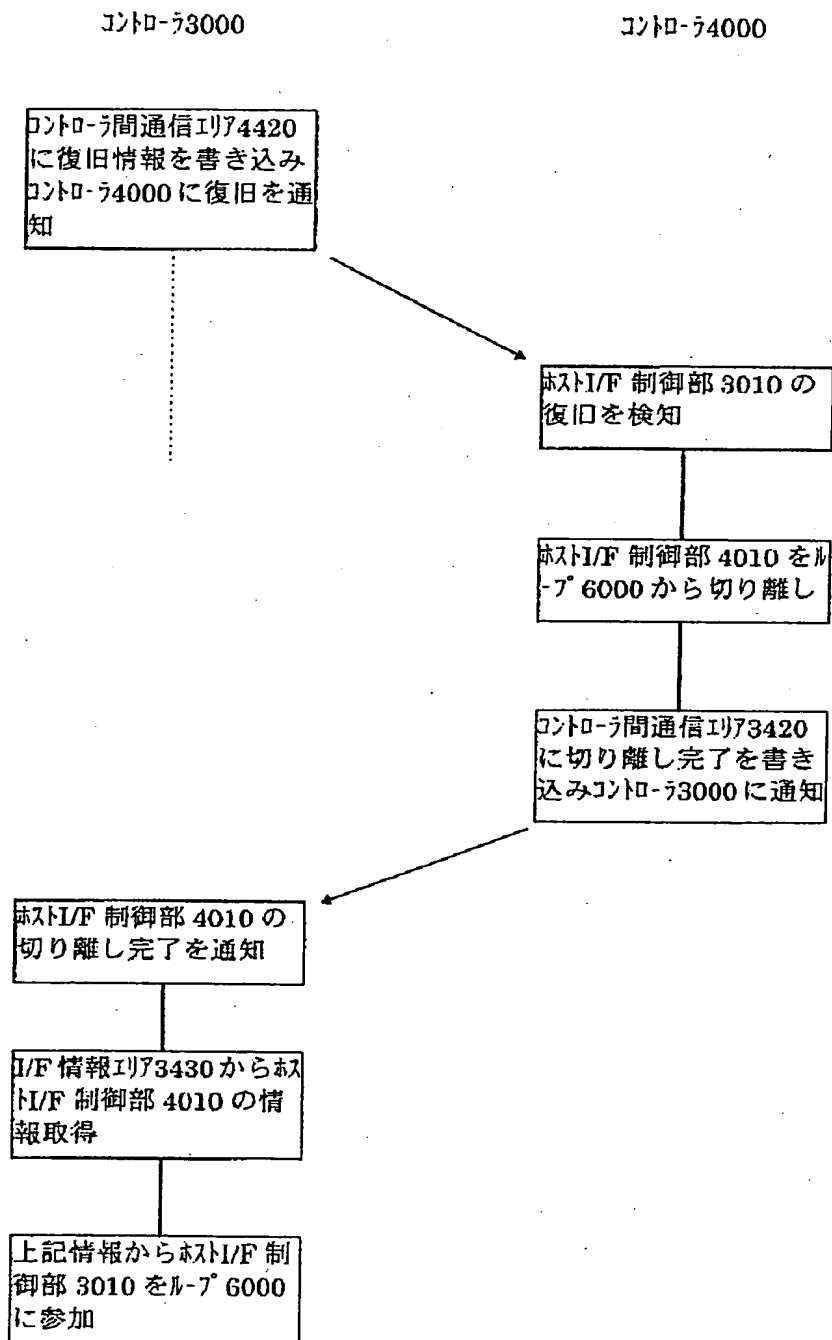 コントローラ3000
コントローラ4000
コントローラ間通信エリア4420
に復旧情報を書き込み
コントローラ4000に復旧を通
知
ホストI/F 制御部 3010 の
復旧を検知
ホストI/F 制御部 4010 をル
ープ 6000 から切り離し
コントローラ間通信エリア3420
に切り離し完了を書き
込みコントローラ3000 に通知
ホストI/F 制御部 4010 の
切り離し完了を通知
I/F 情報エリア3430 からホス
トI/F 制御部 4010 の情
報取得
上記情報からホストI/F 制
御部 3010 をループ 6000
に参加